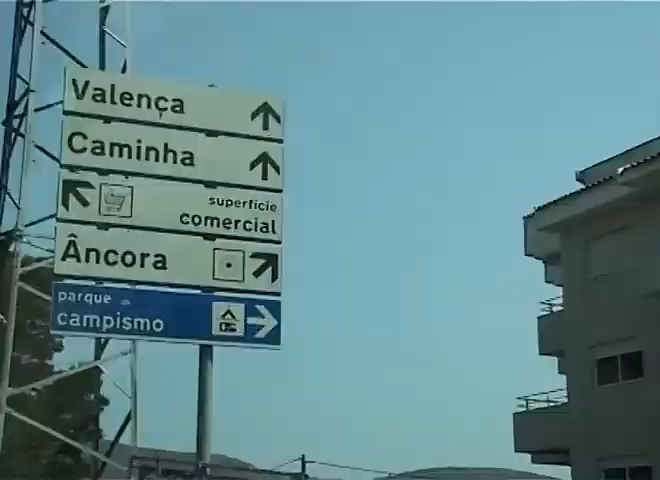 Valença
Caminha
superfície
comercial
Âncora
parque
campismo